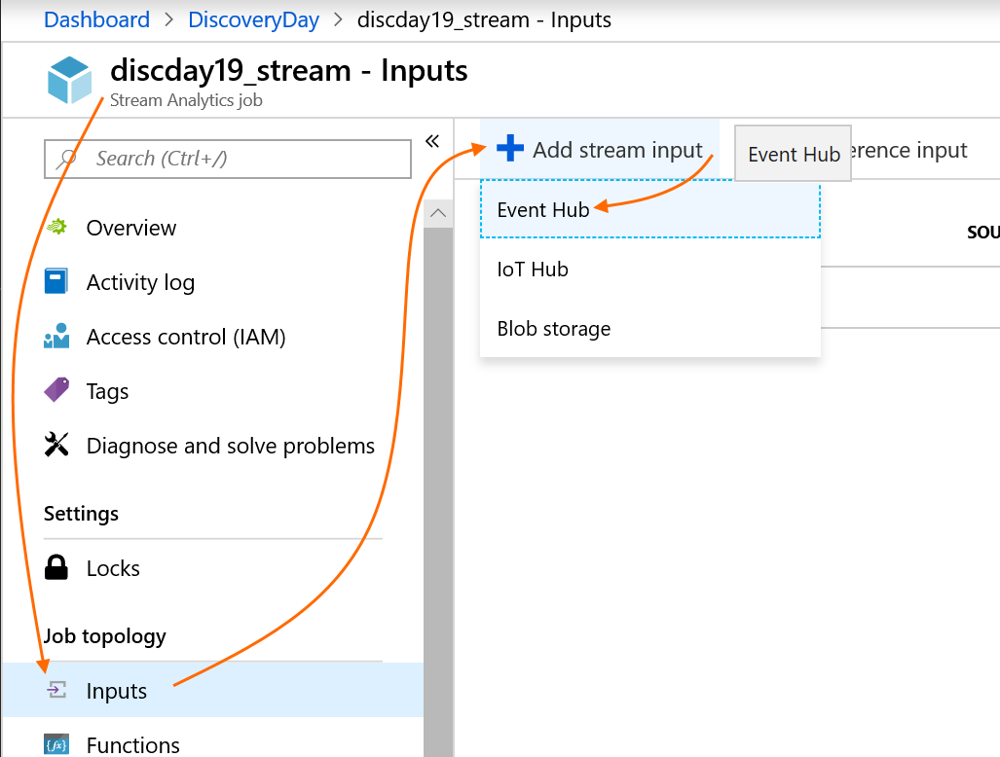 Dashboard > DiscoveryDay > discday19_stream - Inputs
discday19_stream - Inputs
Stream Analytics job
Search (Ctrl+/)
«
Overview
Activity log
Access control (IAM)
Tags
Diagnose and solve problems
Settings
Locks
Job topology
Inputs
Functions
Add stream input
Event Hub
erence input
Event Hub
IoT Hub
Blob storage
SOU